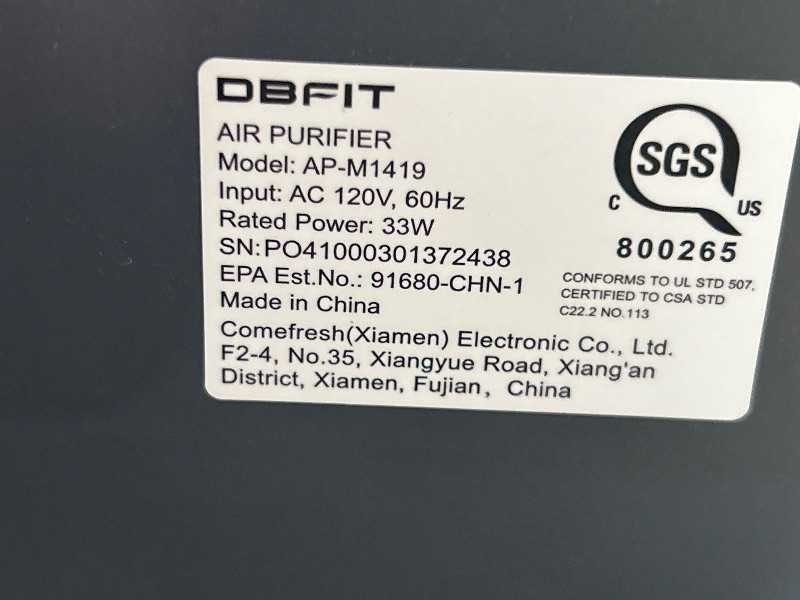 DBFIT
AIR PURIFIER
Model: AP-M1419
Input: AC 120V, 60Hz
Rated Power: 33W
SN:PO41000301372438
EPA Est.No.: 91680-CHN-1
Made in China
Comefresh(Xiamen) Electronic Co., Ltd.
F2-4, No.35, Xiangyue Road, Xiang'an
District, Xiamen, Fujian, China
SGS
C US
800265
CONFORMS TO UL STD 507.
CERTIFIED TO CSA STD
C22.2 NO.113